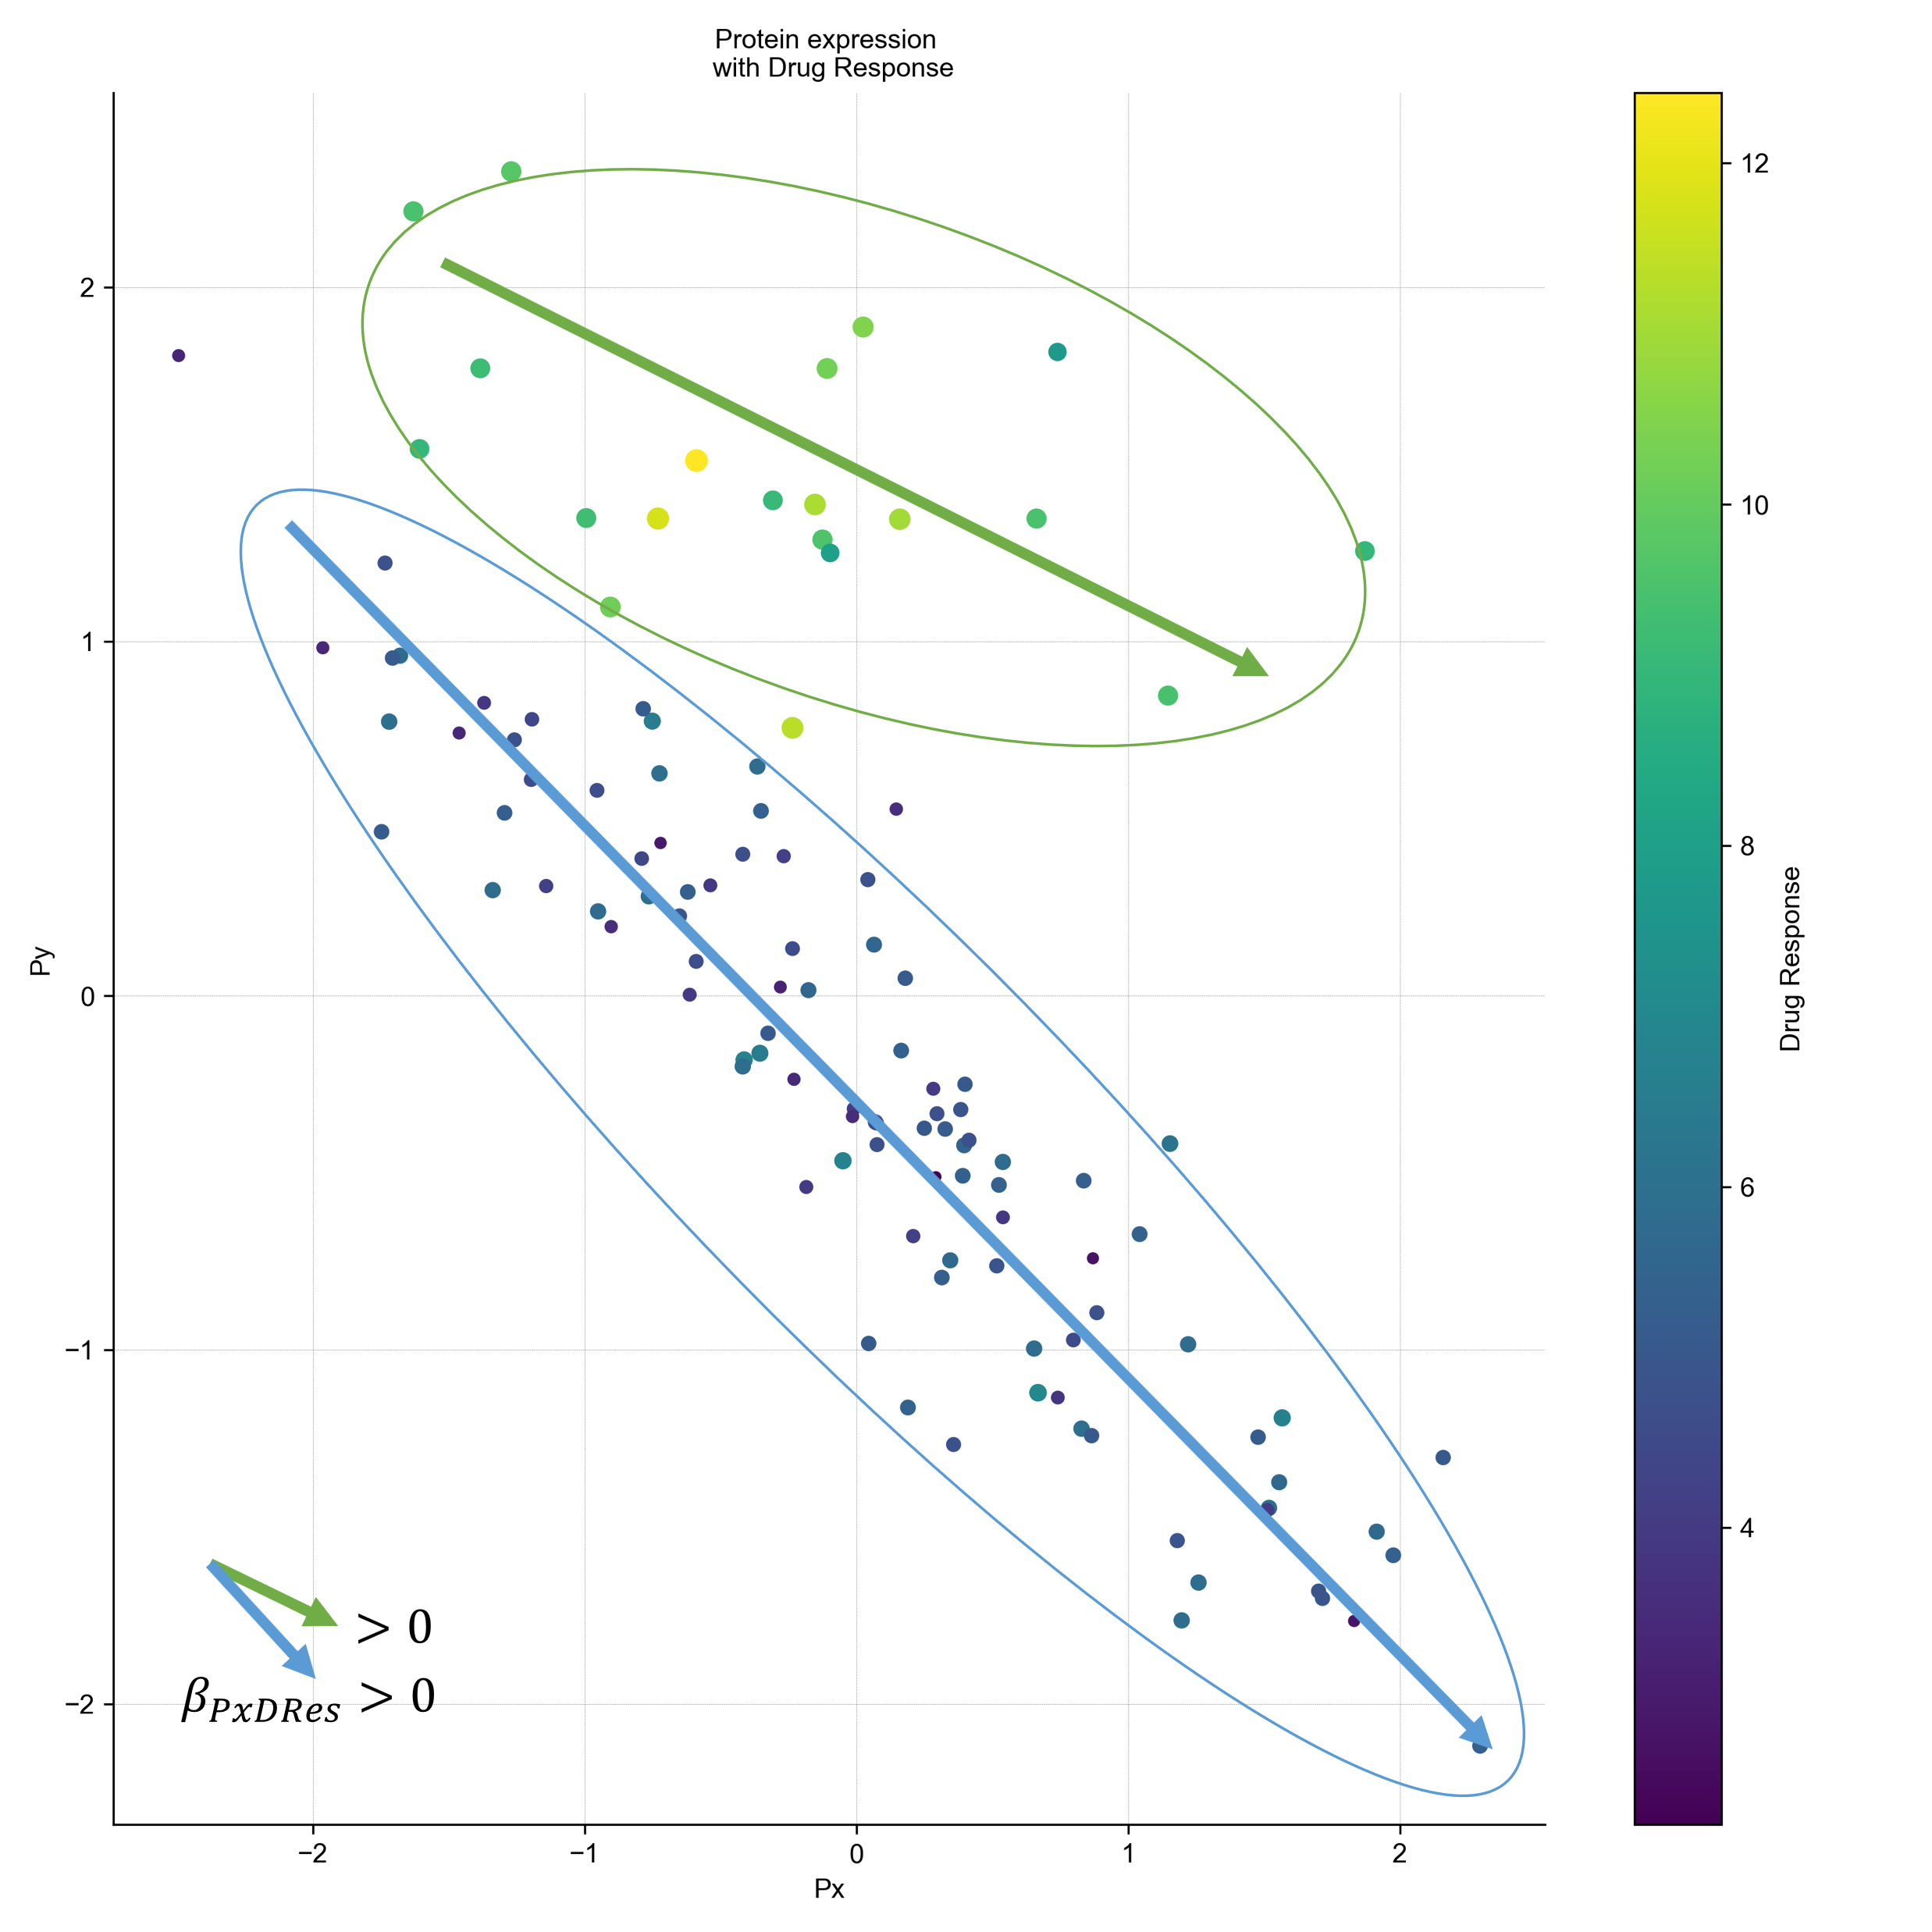 Protein expression
with Drug Response
12
10
8
6
4
Drug Response
2
1
0
−1
−2
Py
> 0
β_PxDRes > 0
−2
−1
0
1
2
Px